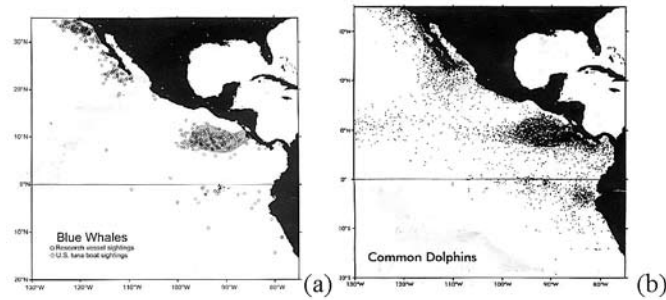 30°N
20°N
10°N
0°N
10°N
20°N
Blue Whales
Research vessel sightings
U.S. tuna boat sightings
130°W 120°W 110°W 100°W 90°W 80°W
(a)
Common Dolphins
130°W 120°W 110°W 100°W 90°W 80°W
(b)